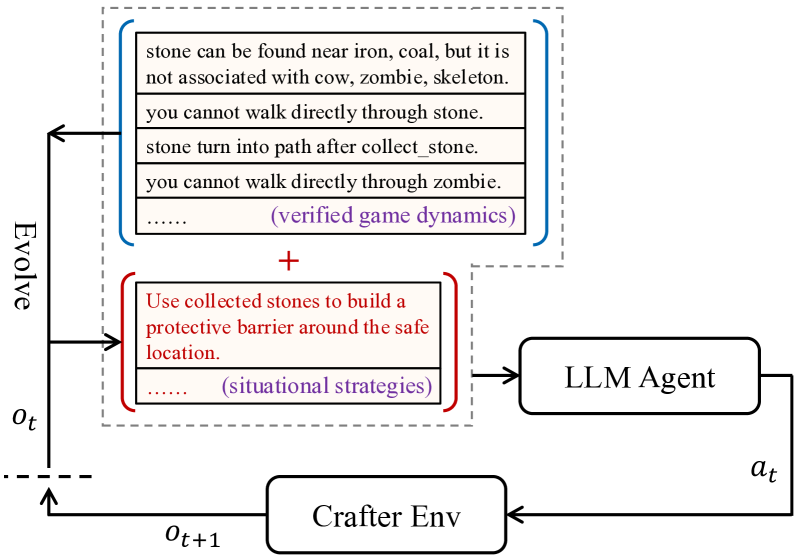 stone can be found near iron, coal, but it is
not associated with cow, zombie, skeleton.
you cannot walk directly through stone.
stone turn into path after collect_stone.
you cannot walk directly through zombie.
…… (verified game dynamics)
+
Use collected stones to build a
protective barrier around the safe
location.
…… (situational strategies)
Evolve
LLM Agent
o_t
a_t
Crafter Env
o_{t+1}